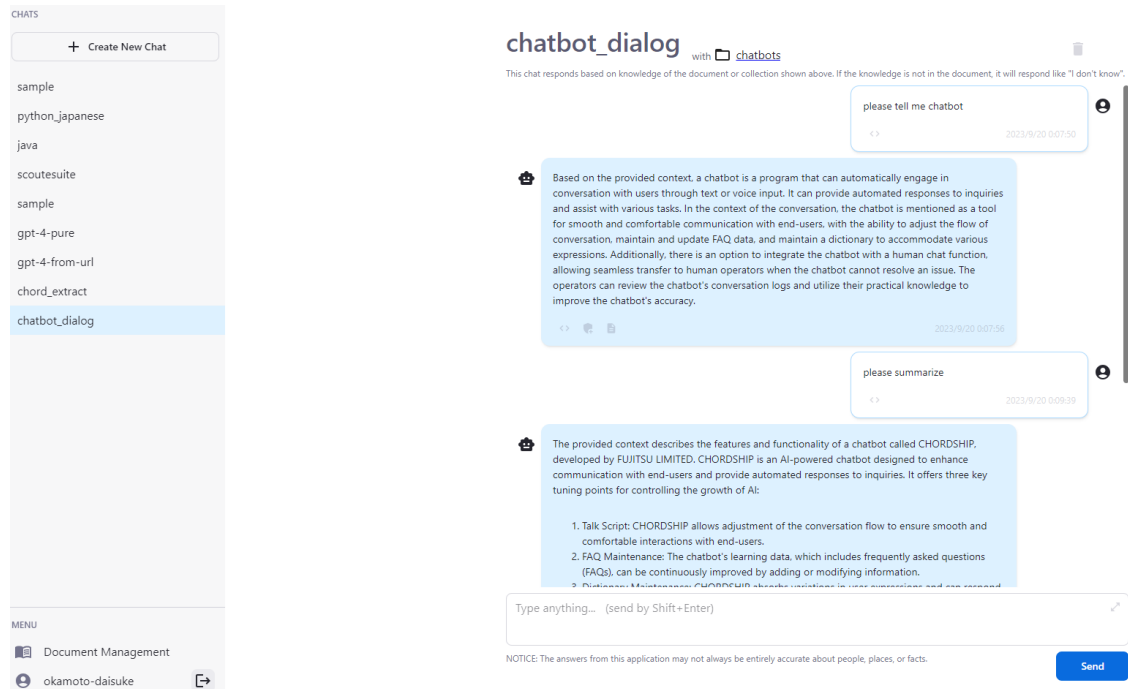 CHATS
Create New Chat
sample
python_japanese
java
scoutesuite
sample
gpt-4-pure
gpt-4-from-url
chord_extract
chatbot_dialog
MENU
Document Management
okamoto-daisuke
chatbot_dialog with chatbots
This chat responds based on knowledge of the document or collection shown above. If the knowledge is not in the document, it will respond like "I don't know".
please tell me chatbot
2023/9/20 0:07:50
Based on the provided context, a chatbot is a program that can automatically engage in
conversation with users through text or voice input. It can provide automated responses to inquiries
and assist with various tasks. In the context of the conversation, the chatbot is mentioned as a tool
for smooth and comfortable communication with end-users, with the ability to adjust the flow of
conversation, maintain and update FAQ data, and maintain a dictionary to accommodate various
expressions. Additionally, there is an option to integrate the chatbot with a human chat function,
allowing seamless transfer to human operators when the chatbot cannot resolve an issue. The
operators can review the chatbot's conversation logs and utilize their practical knowledge to
improve the chatbot's accuracy.
2023/9/20 0:07:56
please summarize
2023/9/20 0:09:39
The provided context describes the features and functionality of a chatbot called CHORDSHIP,
developed by FUJITSU LIMITED. CHORDSHIP is an AI-powered chatbot designed to enhance
communication with end-users and provide automated responses to inquiries. It offers three key
tuning points for controlling the growth of AI:
1. Talk Script: CHORDSHIP allows adjustment of the conversation flow to ensure smooth and
comfortable interactions with end-users.
2. FAQ Maintenance: The chatbot's learning data, which includes frequently asked questions
(FAQs), can be continuously improved by adding or modifying information.
3. Dictionary Maintenance: CHORDSHIP absorbs variations in user expressions and can respond
Type anything... (send by Shift+Enter)
NOTICE: The answers from this application may not always be entirely accurate about people, places, or facts.
Send